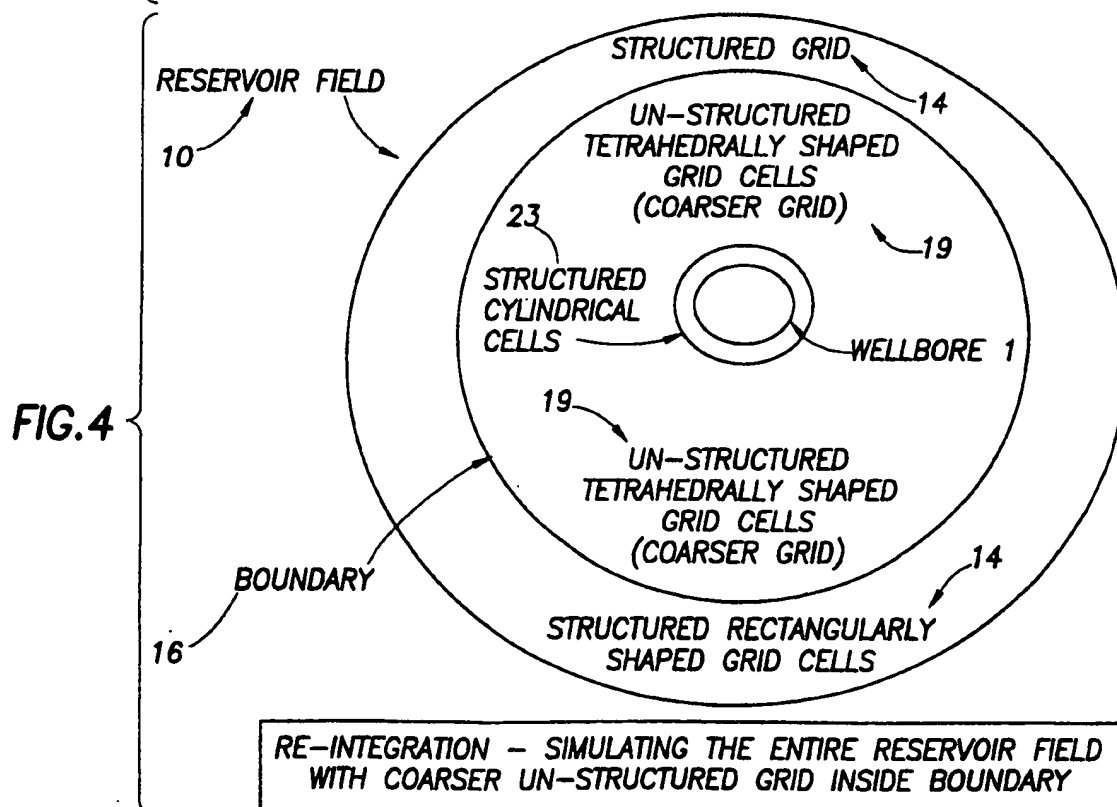 STRUCTURED GRID
14
RESERVOIR FIELD
10
UN-STRUCTURED
TETRAHEDRALLY SHAPED
GRID CELLS
(COARSER GRID)
19
23
STRUCTURED
CYLINDRICAL
CELLS
WELLBORE 1
FIG.4
19
UN-STRUCTURED
TETRAHEDRALLY SHAPED
GRID CELLS
(COARSER GRID)
BOUNDARY
16
14
STRUCTURED RECTANGULARLY
SHAPED GRID CELLS
RE-INTEGRATION - SIMULATING THE ENTIRE RESERVOIR FIELD
WITH COARSER UN-STRUCTURED GRID INSIDE BOUNDARY